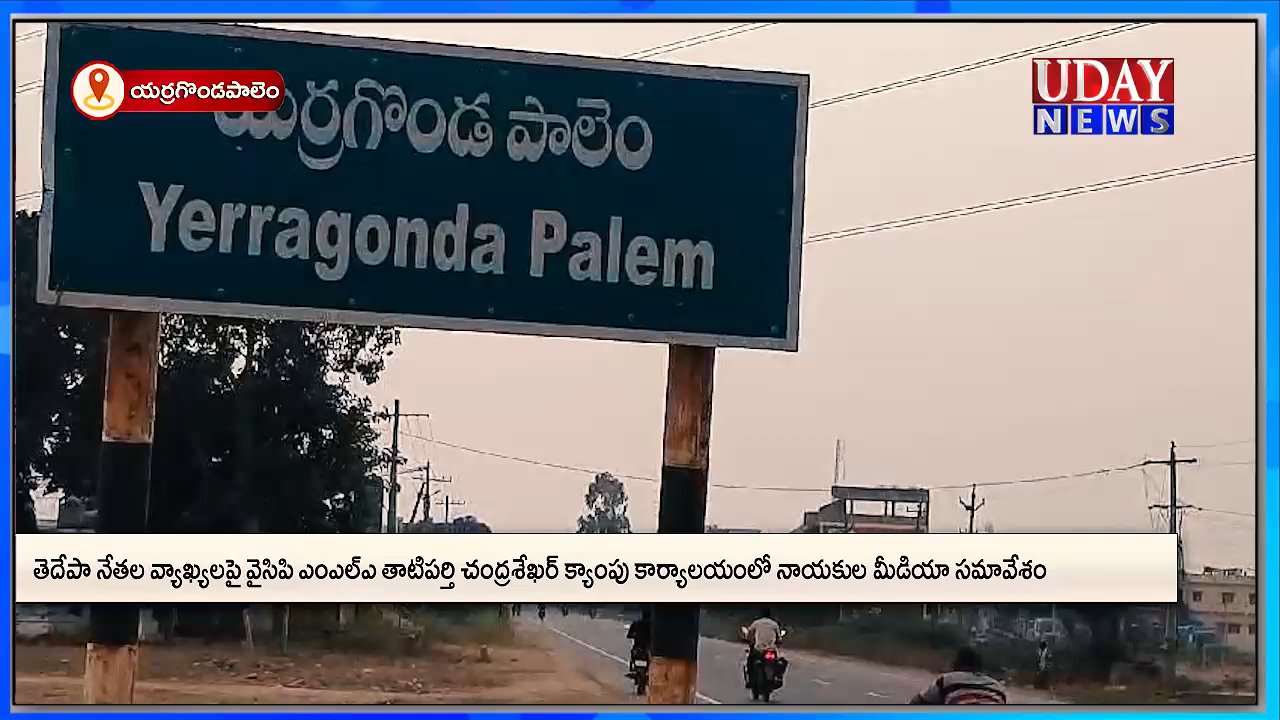 యర్రగొండపాలెం
UDAY
NEWS
యర్రగొండ పాలెం
Yerragonda Palem
తెదేపా నేతల వ్యాఖ్యలపై వైసిపి ఎంఎల్ఎ తాటిపర్తి చంద్రశేఖర్ క్యాంపు కార్యాలయంలో నాయకుల మీడియా సమావేశం